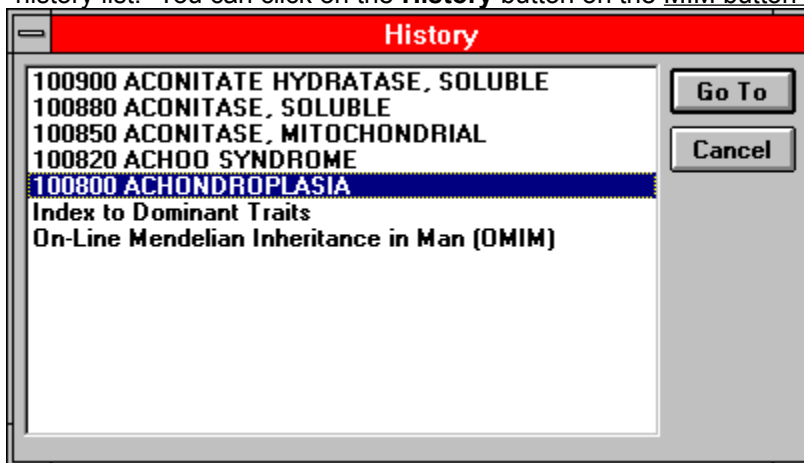 history list. You can click on the History button on the MIM button
History
100900 ACONITATE HYDRATASE, SOLUBLE
100880 ACONITASE, SOLUBLE
100850 ACONITASE, MITOCHONDRIAL
100820 ACHOO SYNDROME
100800 ACHONDROPLASIA
Index to Dominant Traits
On-Line Mendelian Inheritance in Man (OMIM)
Go To
Cancel